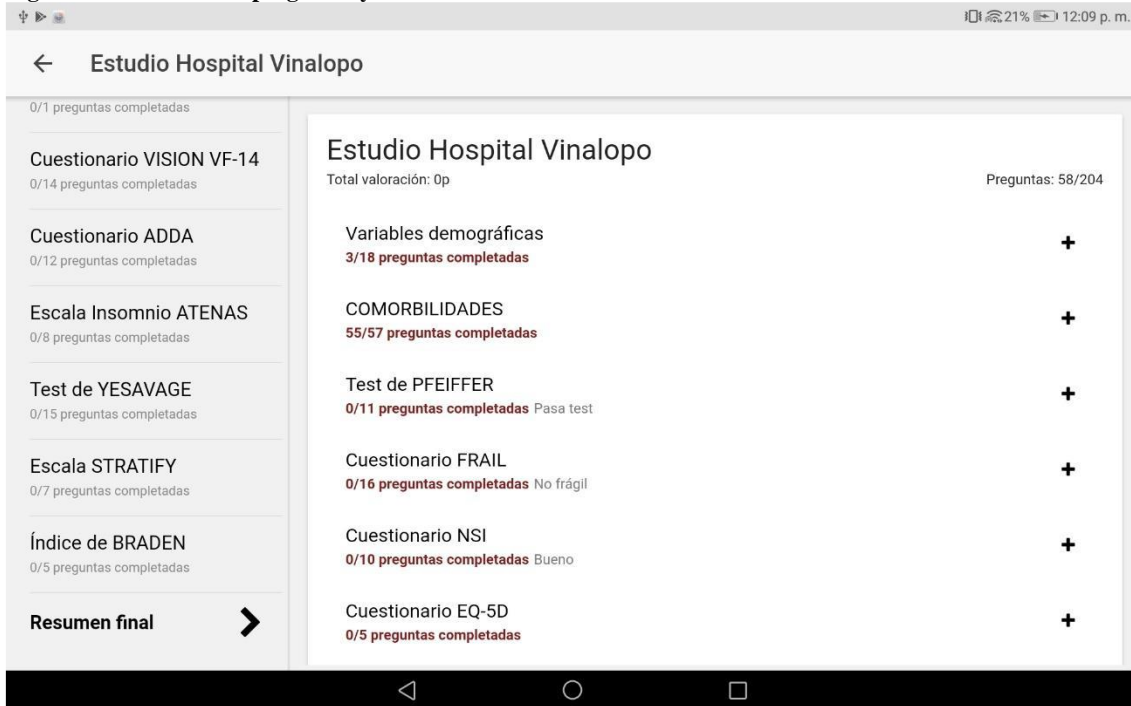 21% 12:09 p. m.
Estudio Hospital Vinalopo
0/1 preguntas completadas
Cuestionario VISION VF-14
0/14 preguntas completadas
Cuestionario ADDA
0/12 preguntas completadas
Escala Insomnio ATENAS
0/8 preguntas completadas
Test de YESAVAGE
0/15 preguntas completadas
Escala STRATIFY
0/7 preguntas completadas
Índice de BRADEN
0/5 preguntas completadas
Resumen final
Estudio Hospital Vinalopo
Total valoración: 0p
Preguntas: 58/204
Variables demográficas
3/18 preguntas completadas
COMORBILIDADES
55/57 preguntas completadas
Test de PFEIFFER
0/11 preguntas completadas Pasa test
Cuestionario FRAIL
0/16 preguntas completadas No frágil
Cuestionario NSI
0/10 preguntas completadas Bueno
Cuestionario EQ-5D
0/5 preguntas completadas